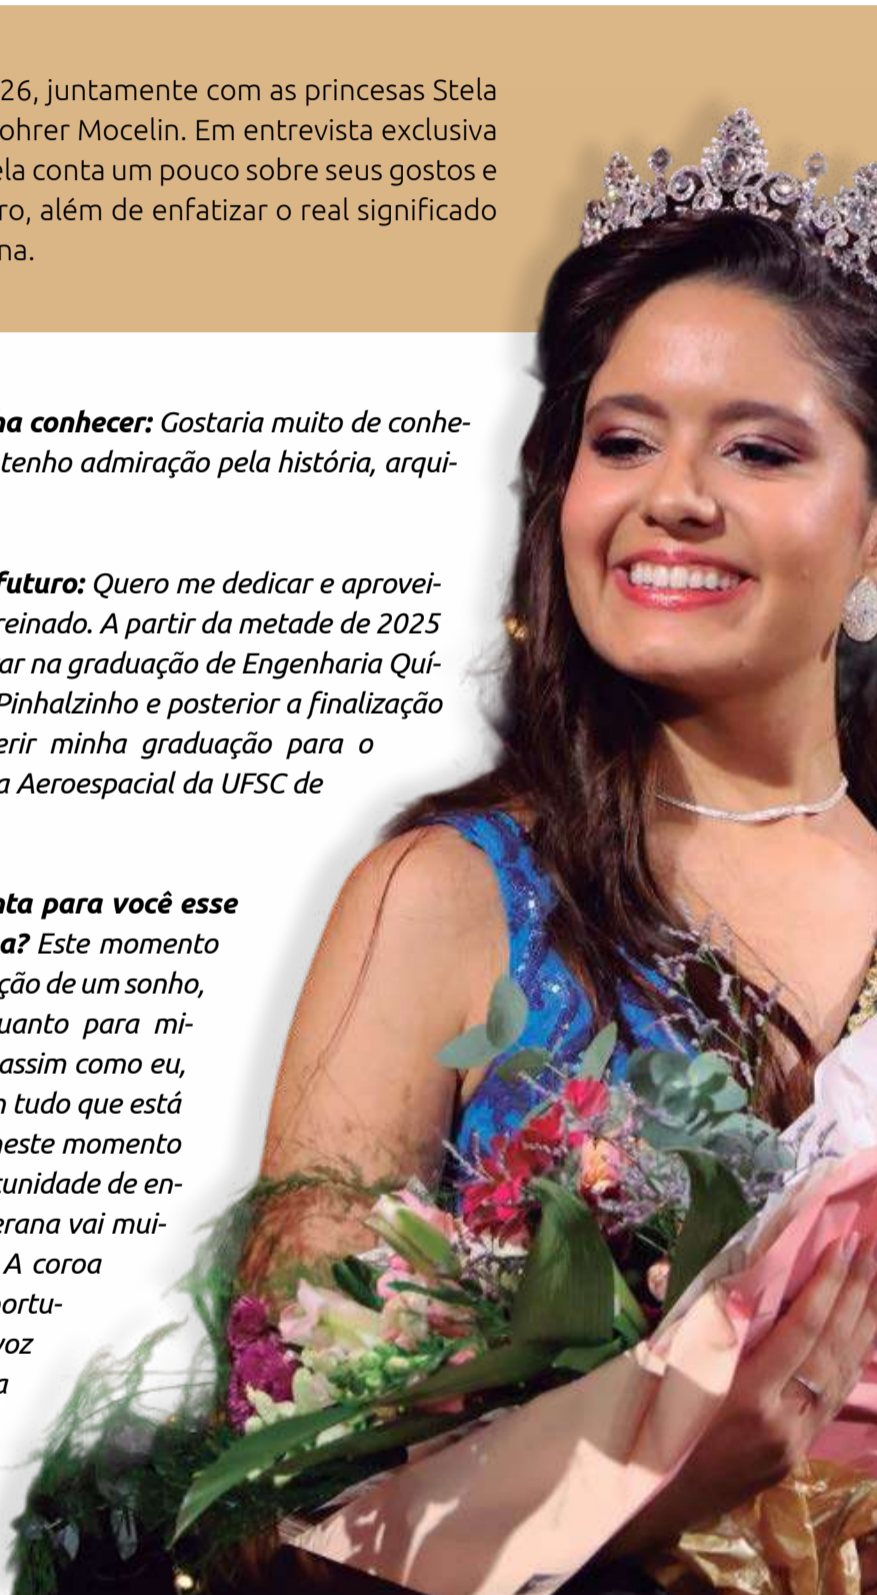 26, juntamente com as princesas Stela
ohrer Mocelin. Em entrevista exclusiva
ela conta um pouco sobre seus gostos e
ro, além de enfatizar o real significado
na.
na conhecer: Gostaria muito de conhe-
tenho admiração pela história, arqui-
futuro: Quero me dedicar e aprovei-
reinado. A partir da metade de 2025
ar na graduação de Engenharia Quí-
Pinhalzinho e posterior a finalização
erir minha graduação para o
a Aeroespacial da UFSC de
nta para você esse
a? Este momento
ção de um sonho,
uanto para mi-
assim como eu,
m tudo que está
neste momento
tunidade de en-
erana vai mui-
A coroa
portu-
voz
a